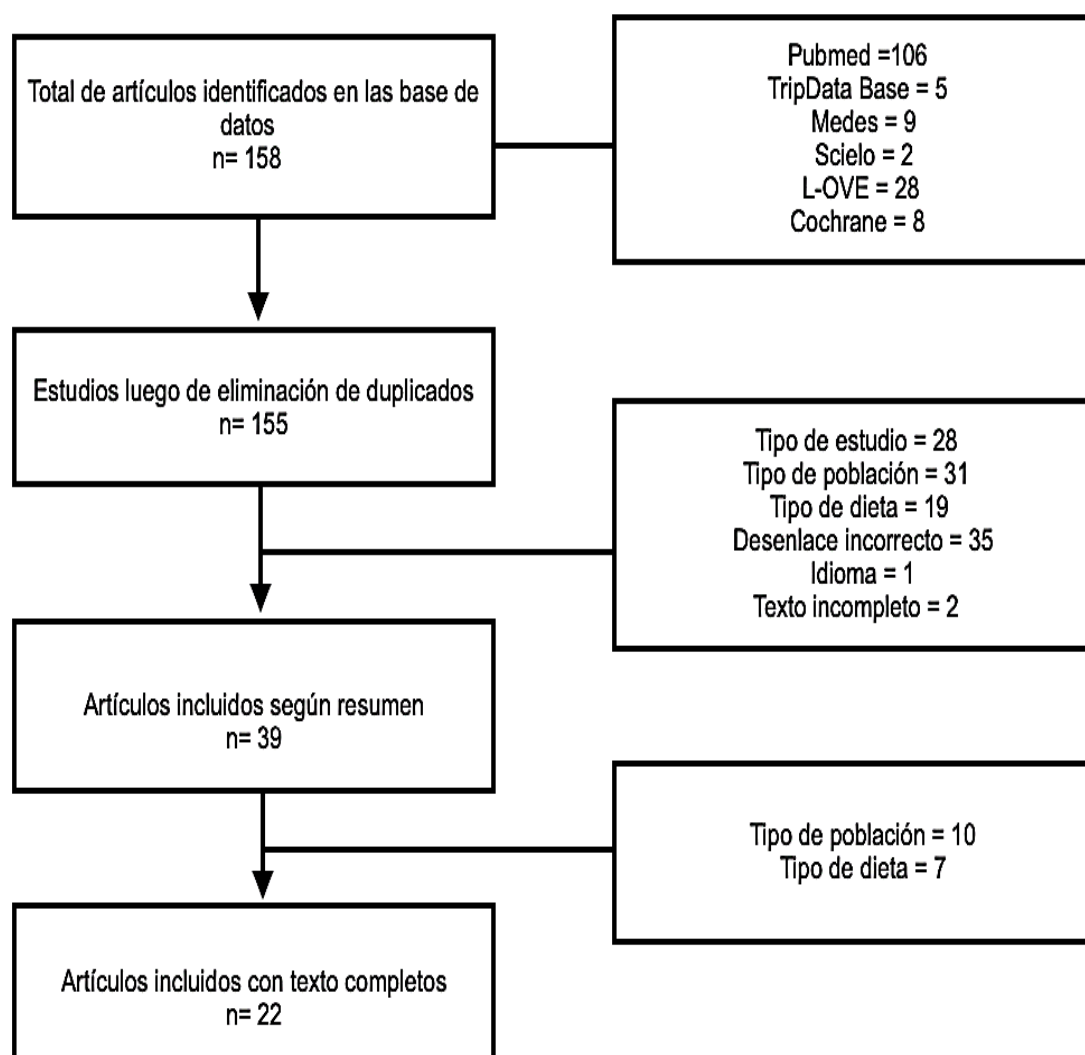 Total de artículos identificados en las base de
datos
n= 158
Pubmed =106
TripData Base = 5
Medes = 9
Scielo = 2
L-OVE = 28
Cochrane = 8
Estudios luego de eliminación de duplicados
n= 155
Tipo de estudio = 28
Tipo de población = 31
Tipo de dieta = 19
Desenlace incorrecto = 35
Idioma = 1
Texto incompleto = 2
Artículos incluidos según resumen
n= 39
Tipo de población = 10
Tipo de dieta = 7
Artículos incluidos con texto completos
n= 22